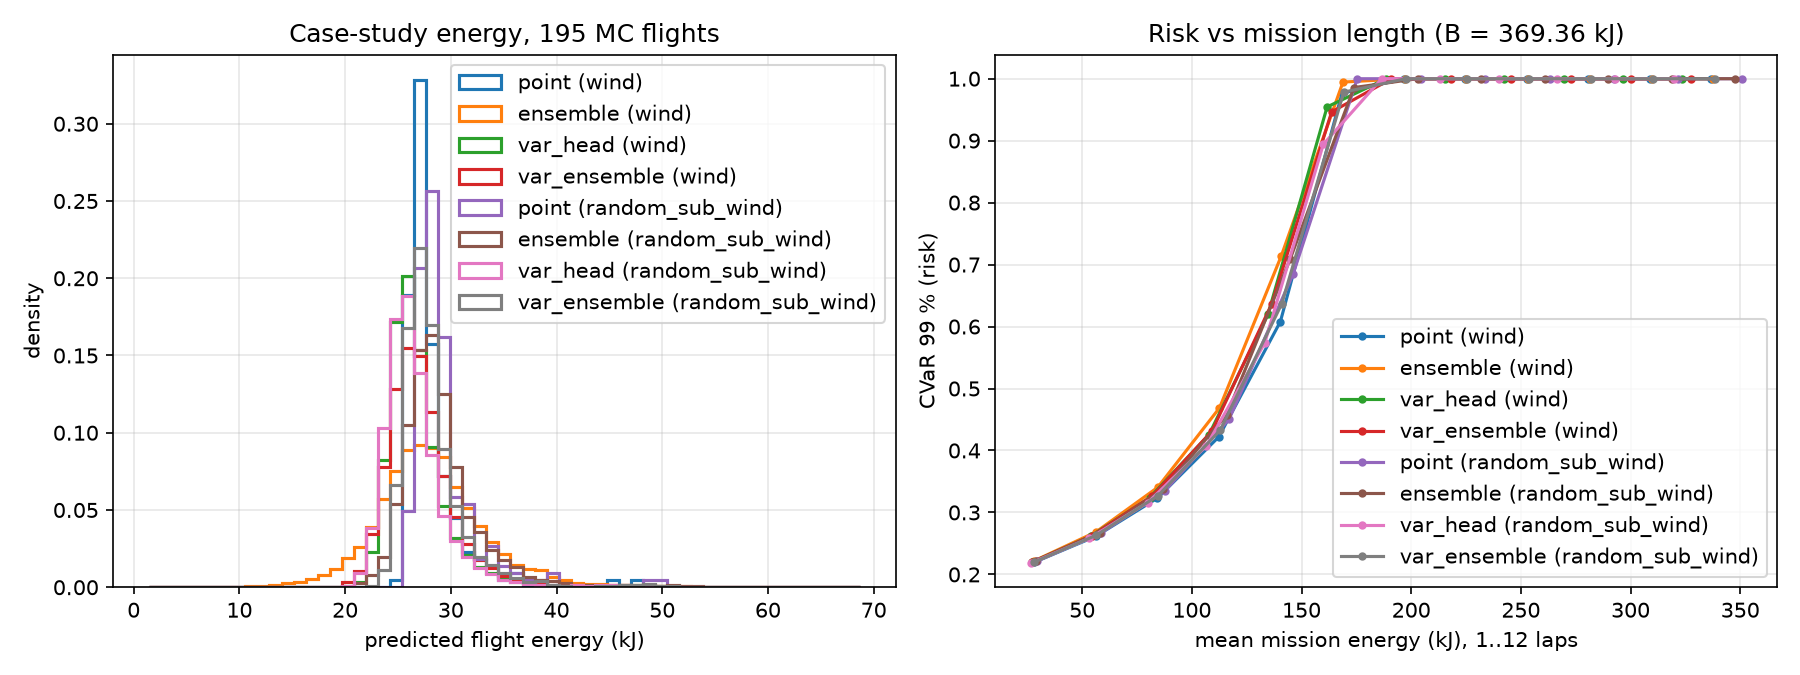 Case-study energy, 195 MC flights
density
0.30
0.25
0.20
0.15
0.10
0.05
0.00
0 10 20 30 40 50 60 70
predicted flight energy (kJ)
point (wind)
ensemble (wind)
var_head (wind)
var_ensemble (wind)
point (random_sub_wind)
ensemble (random_sub_wind)
var_head (random_sub_wind)
var_ensemble (random_sub_wind)
Risk vs mission length (B = 369.36 kJ)
CVaR 99 % (risk)
1.0
0.9
0.8
0.7
0.6
0.5
0.4
0.3
0.2
50 100 150 200 250 300 350
mean mission energy (kJ), 1..12 laps
point (wind)
ensemble (wind)
var_head (wind)
var_ensemble (wind)
point (random_sub_wind)
ensemble (random_sub_wind)
var_head (random_sub_wind)
var_ensemble (random_sub_wind)